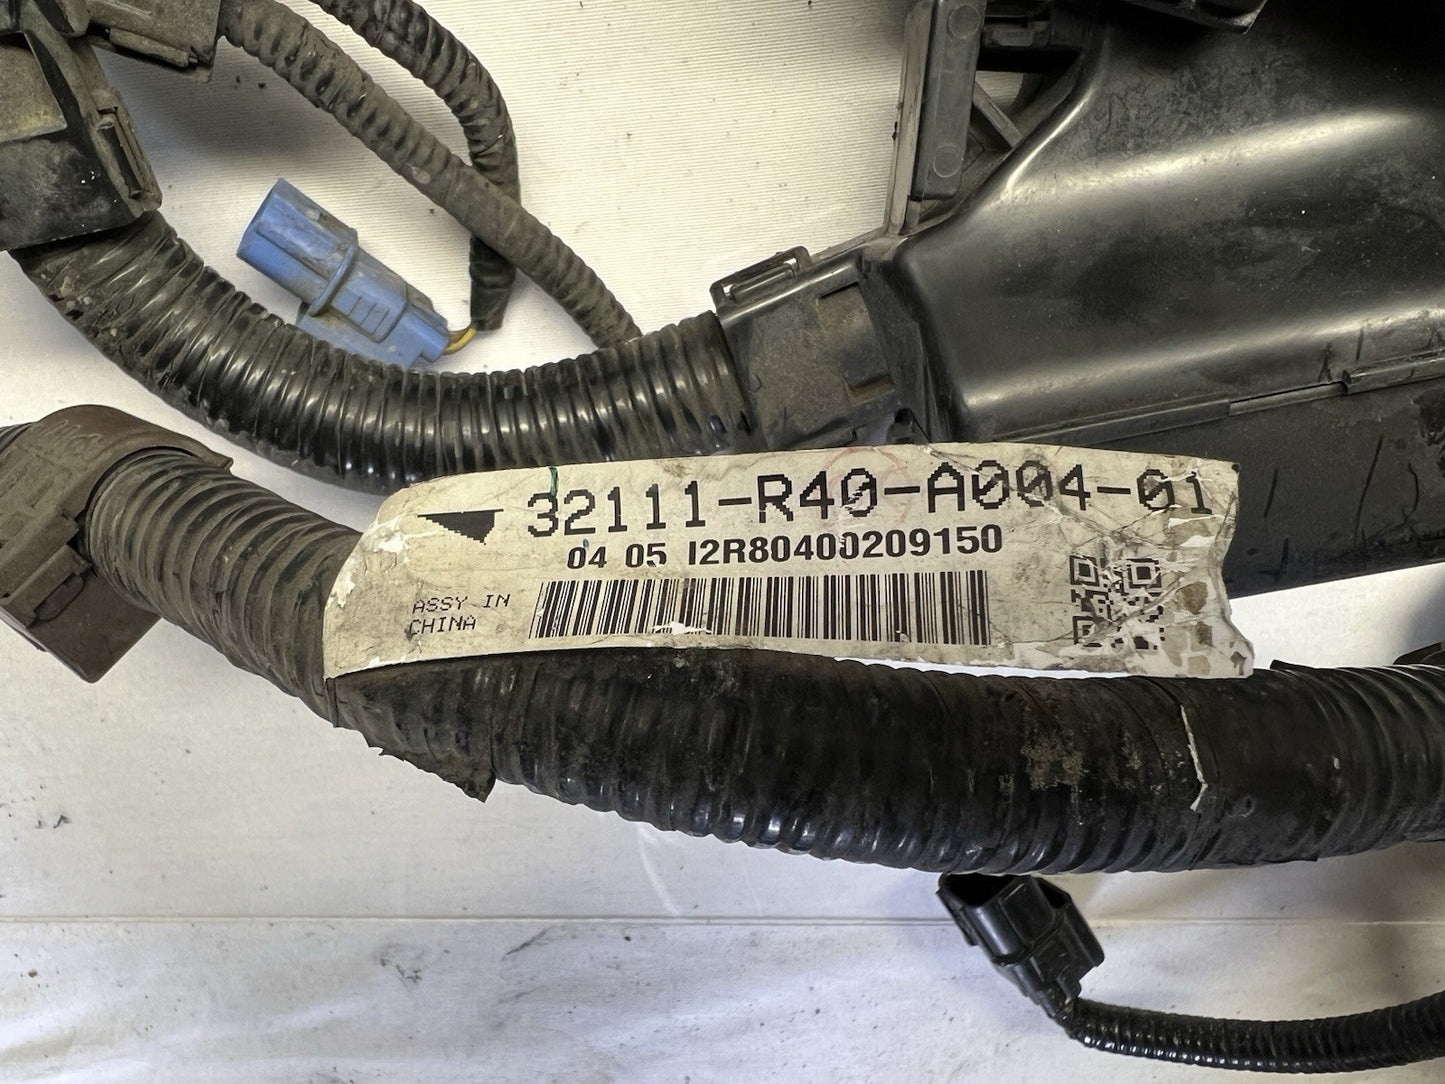 32111-R40-A004-01
04 05 I2R80400209150
ASSY IN
CHINA